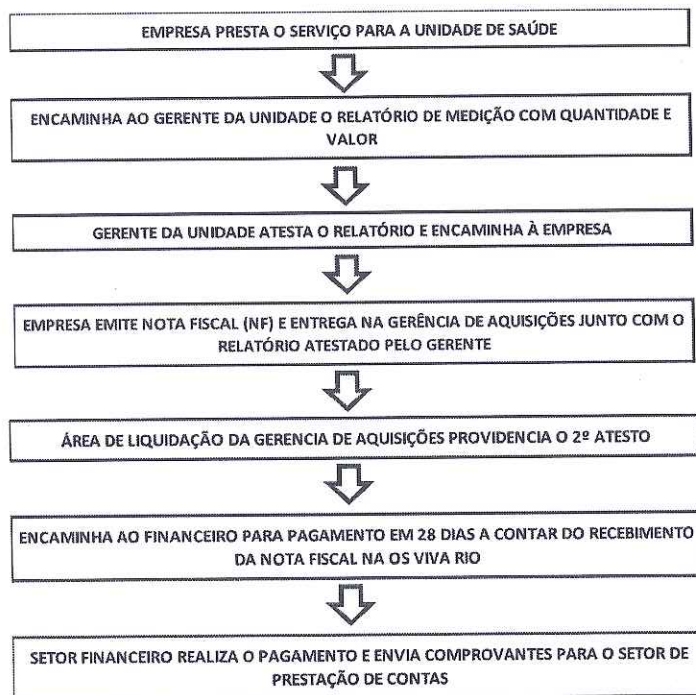 EMPRESA PRESTA O SERVIÇO PARA A UNIDADE DE SAÚDE
ENCAMINHA AO GERENTE DA UNIDADE O RELATÓRIO DE MEDIÇÃO COM QUANTIDADE E
VALOR
GERENTE DA UNIDADE ATESTA O RELATÓRIO E ENCAMINHA À EMPRESA
EMPRESA EMITE NOTA FISCAL (NF) E ENTREGA NA GERÊNCIA DE AQUISIÇÕES JUNTO COM O
RELATÓRIO ATESTADO PELO GERENTE
ÁREA DE LIQUIDAÇÃO DA GERENCIA DE AQUISIÇÕES PROVIDENCIA O 2º ATESTO
ENCAMINHA AO FINANCEIRO PARA PAGAMENTO EM 28 DIAS A CONTAR DO RECEBIMENTO
DA NOTA FISCAL NA OS VIVA RIO
SETOR FINANCEIRO REALIZA O PAGAMENTO E ENVIA COMPROVANTES PARA O SETOR DE
PRESTAÇÃO DE CONTAS